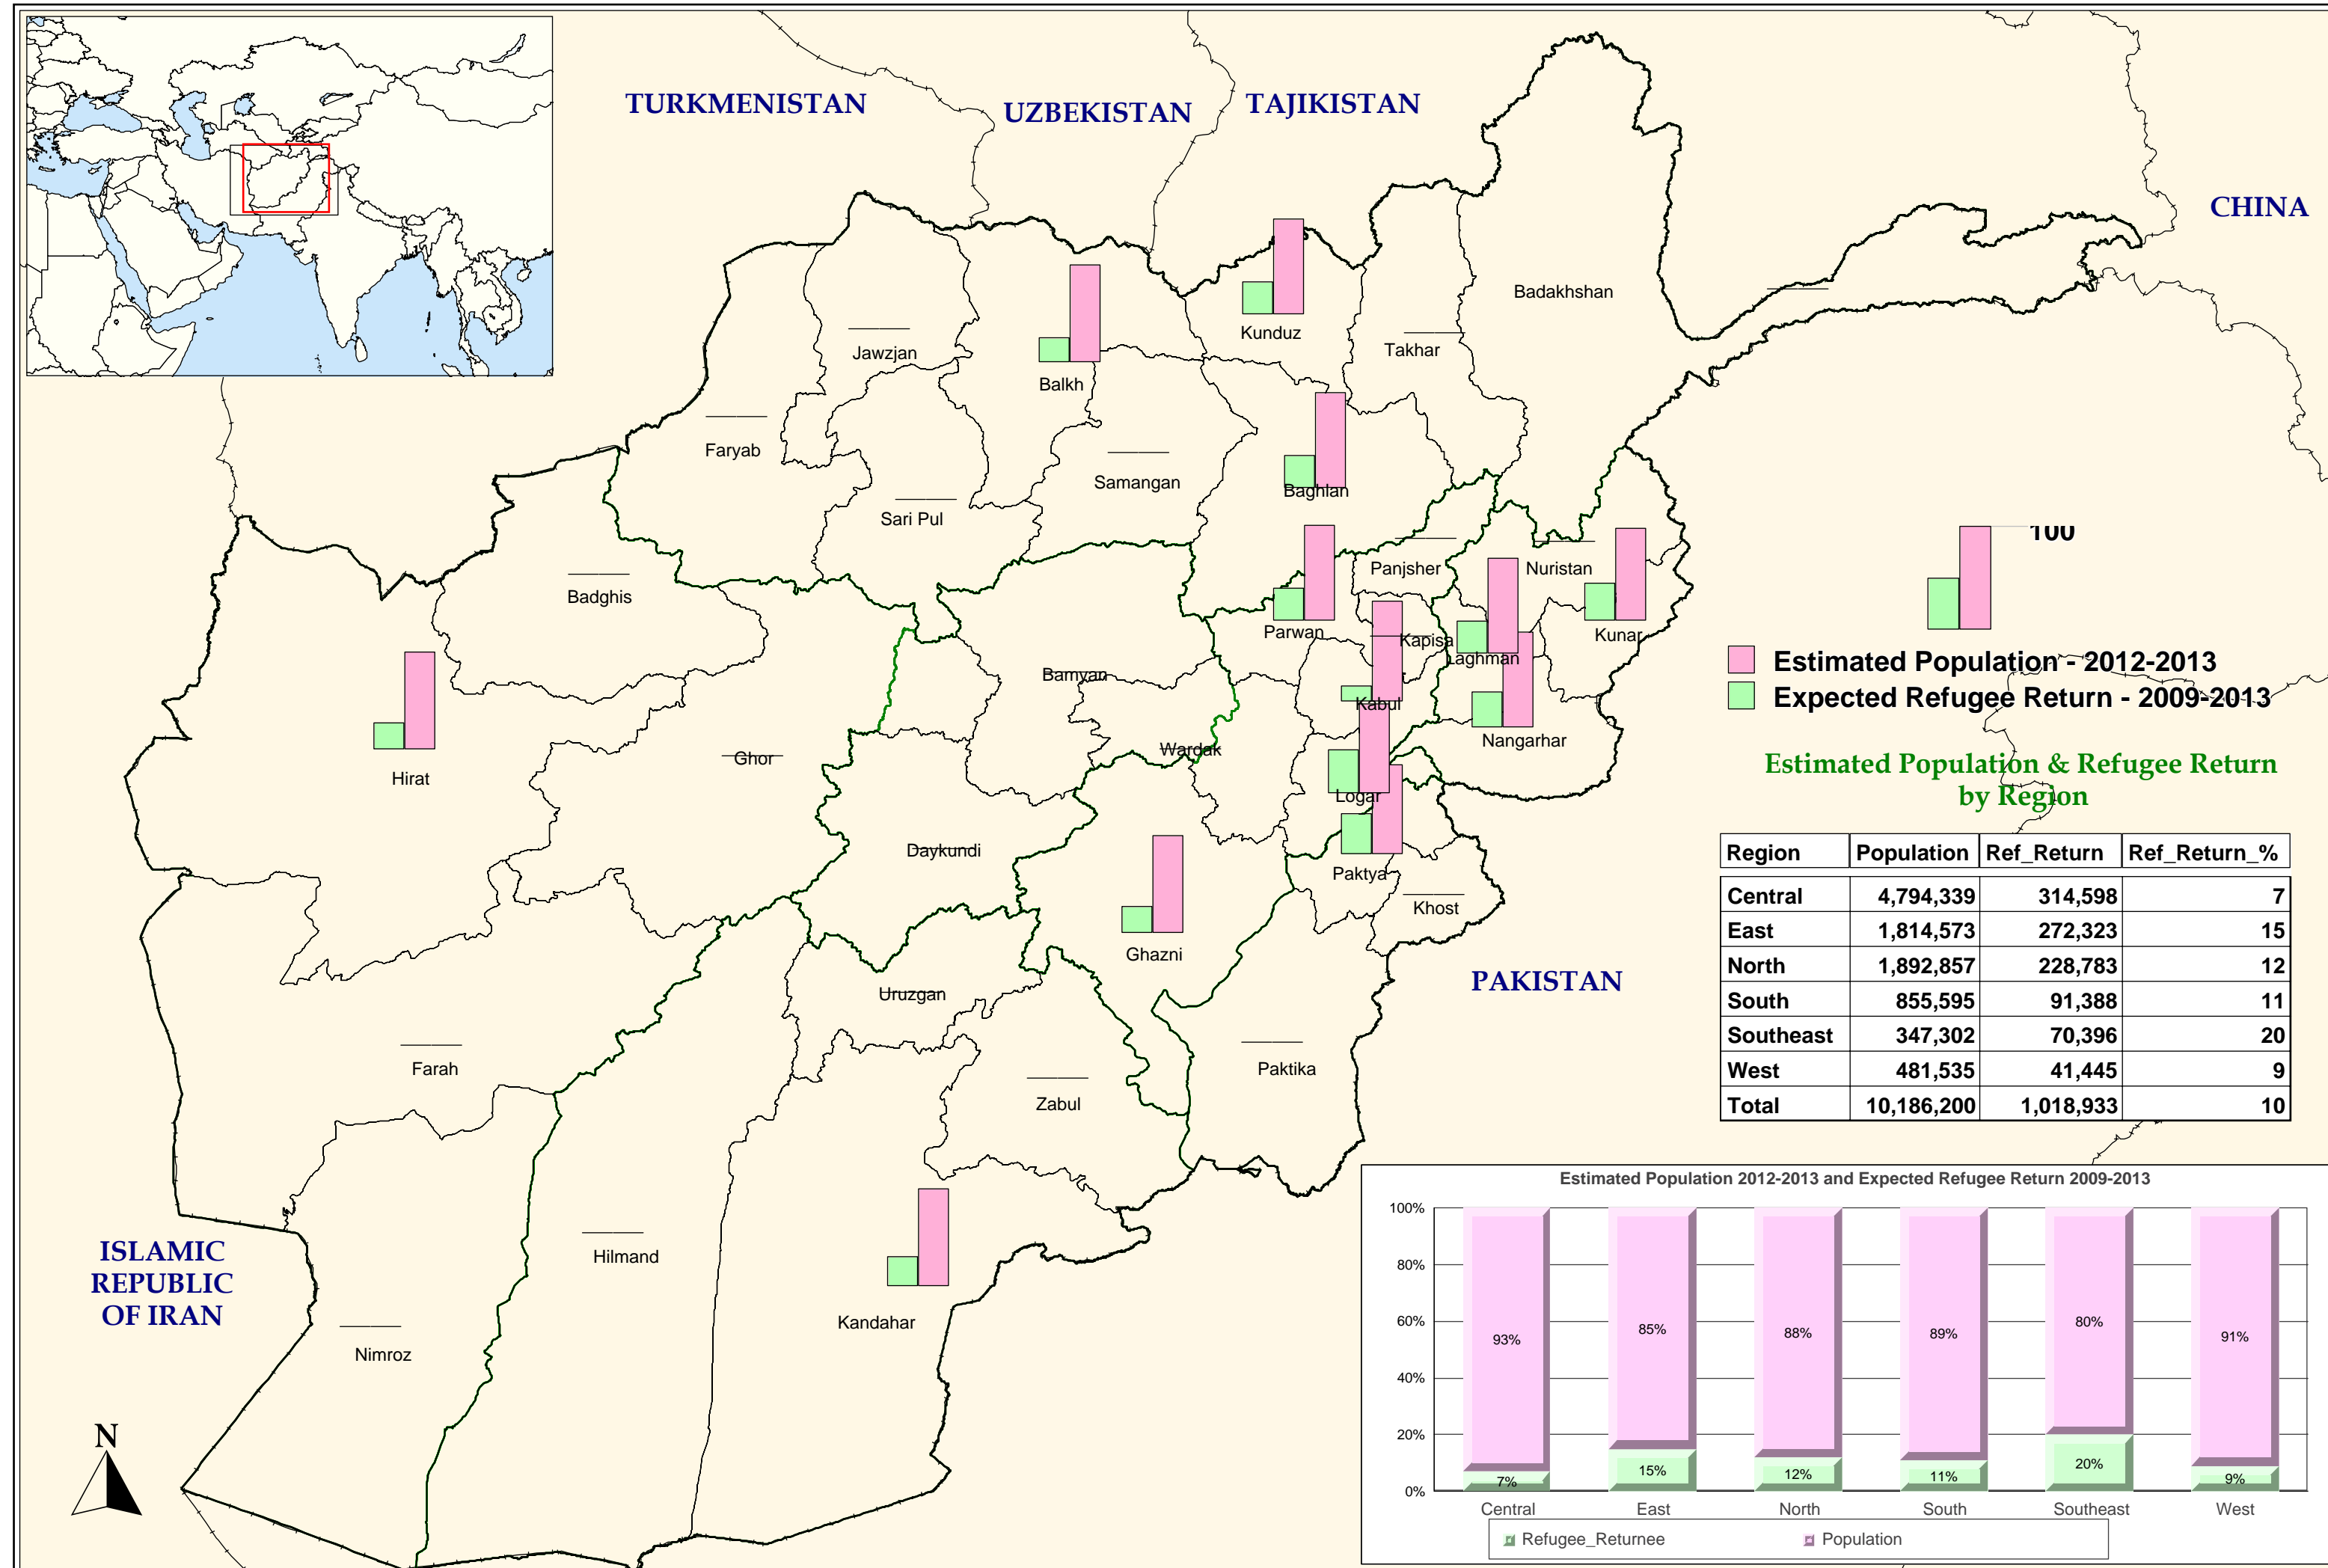 TURKMENISTAN
UZBEKISTAN
TAJIKISTAN
CHINA
Badakhshan
Kunduz
Takhar
Jawzjan
Balkh
Faryab
Samangan
Baghlan
Sari Pul
100
Badghis
Panjsher
Nuristan
Parwan
Kapisa
Kunar
Laghman
Estimated Population - 2012-2013
Expected Refugee Return - 2009-2013
Bamyan
Kabul
Hirat
Ghor
Wardak
Nangarhar
Estimated Population & Refugee Return
by Region
Logar
Daykundi
Paktya
Khost
Ghazni
Region Population Ref_Return Ref_Return_%
Central 4,794,339 314,598 7
East 1,814,573 272,323 15
North 1,892,857 228,783 12
South 855,595 91,388 11
Southeast 347,302 70,396 20
West 481,535 41,445 9
Total 10,186,200 1,018,933 10
PAKISTAN
Uruzgan
Farah
Paktika
Zabul
ISLAMIC
REPUBLIC
OF IRAN
Hilmand
Kandahar
Nimroz
N
Estimated Population 2012-2013 and Expected Refugee Return 2009-2013
100%
80%
60%
40%
20%
0%
93% 85% 88% 89% 80% 91%
7% 15% 12% 11% 20% 9%
Central East North South Southeast West
Refugee_Returnee Population